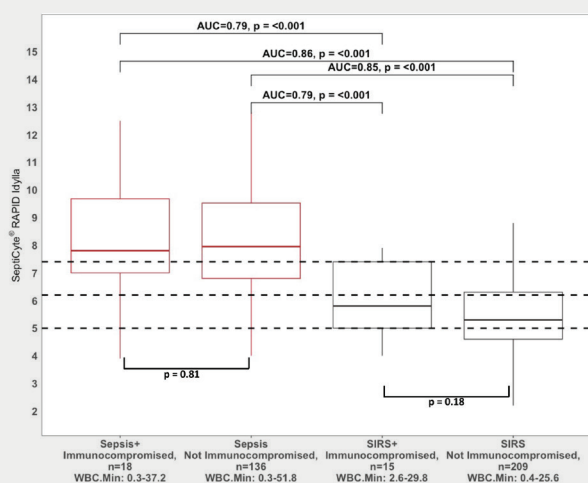 AUC=0.79, p = <0.001
AUC=0.86, p = <0.001
AUC=0.85, p = <0.001
AUC=0.79, p = <0.001
15
14
13
12
11
10
9
8
7
6
5
4
3
2
SeptiCyte® RAPID Idylla
p = 0.81
p = 0.18
Sepsis+
Immunocompromised,
n=18
WBC.Min: 0.3-37.2
Sepsis
Not Immunocompromised,
n=136
WBC.Min: 0.3-51.8
SIRS+
Immunocompromised,
n=15
WBC.Min: 2.6-29.8
SIRS
Not Immunocompromised,
n=209
WBC.Min: 0.4-25.6